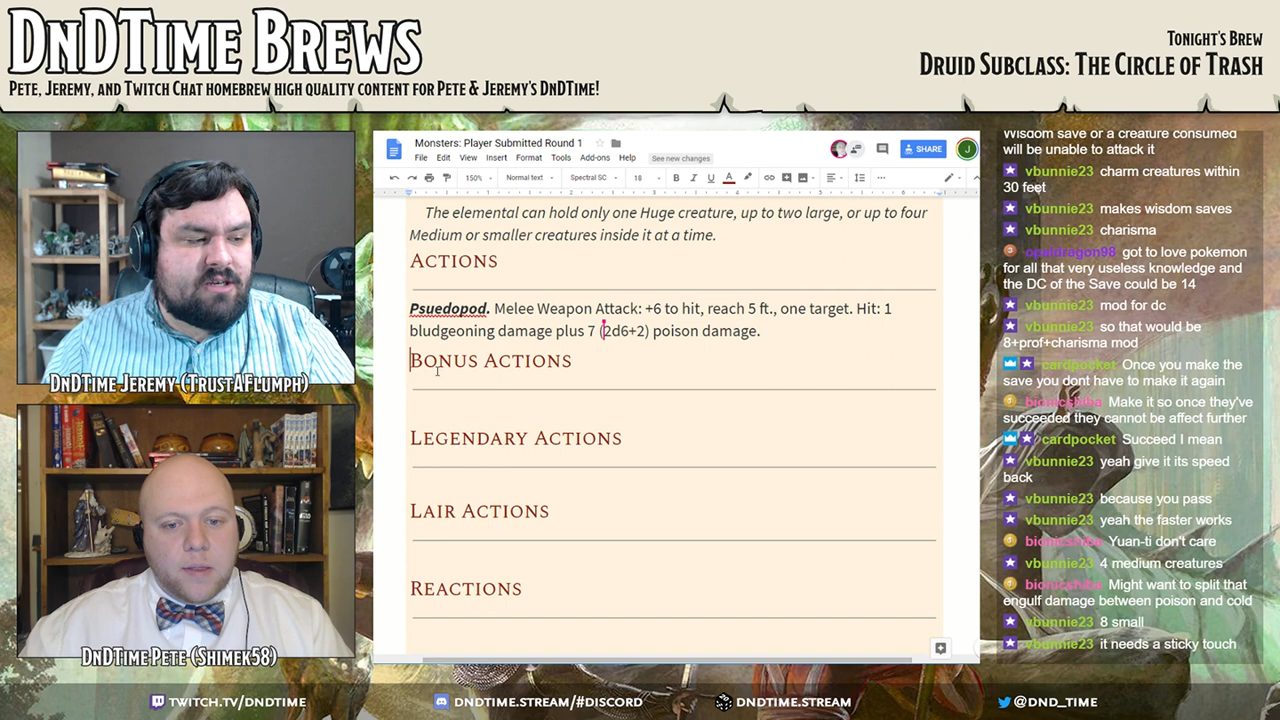 DnDTime Brews
Pete, Jeremy, and Twitch Chat homebrew high quality content for Pete & Jeremy's DnDTime!
Tonight's Brew
Druid Subclass: The Circle of Trash
DnDTime Jeremy (TrustAFlumph)
DnDTime Pete (Shimek58)
Monsters: Player Submitted Round 1
File Edit View Insert Format Tools Add-ons Help See new changes
SHARE
J
150% Normal text Spectral SC 18 B I U A
The elemental can hold only one Huge creature, up to two large, or up to four
Medium or smaller creatures inside it at a time.
Actions
Psuedopod. Melee Weapon Attack: +6 to hit, reach 5 ft., one target. Hit: 1
bludgeoning damage plus 7 (2d6+2) poison damage.
Bonus Actions
Legendary Actions
Lair Actions
Reactions
Wisdom save or a creature consumed
will be unable to attack it
vbunnie23 charm creatures within
30 feet
vbunnie23 makes wisdom saves
vbunnie23 charisma
opaldragon98 got to love pokemon
for all that very useless knowledge and
the DC of the Save could be 14
vbunnie23 mod for dc
vbunnie23 so that would be
8+prof+charisma mod
cardpocket Once you make the
save you dont have to make it again
bionicshiba Make it so once they've
succeeded they cannot be affect further
cardpocket Succeed I mean
vbunnie23 yeah give it its speed
back
vbunnie23 because you pass
vbunnie23 yeah the faster works
bionicshiba Yuan-ti don't care
vbunnie23 4 medium creatures
bionicshiba Might want to split that
engulf damage between poison and cold
vbunnie23 8 small
vbunnie23 it needs a sticky touch
twitch.tv/dndtime
dndtime.stream/#discord
dndtime.stream
@dnd_time